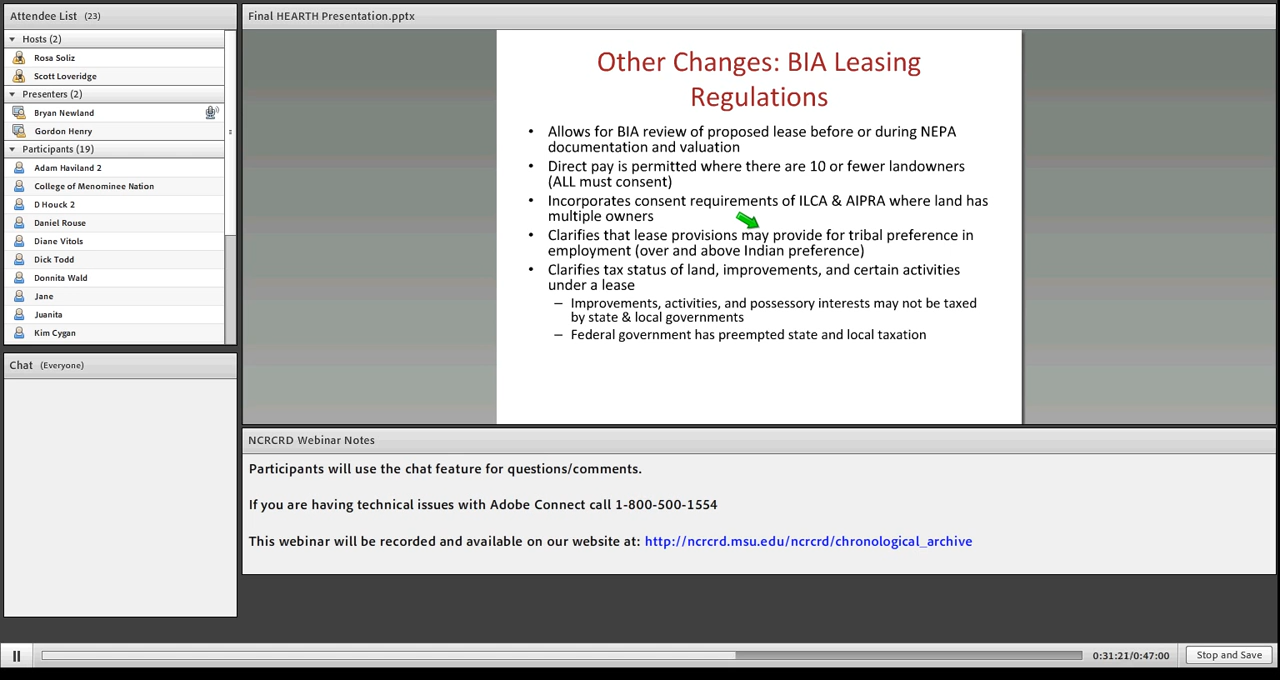 Attendee List (23)
Hosts (2)
Rosa Soliz
Scott Loveridge
Presenters (2)
Bryan Newland
Gordon Henry
Participants (19)
Adam Haviland 2
College of Menominee Nation
D Houck 2
Daniel Rouse
Diane Vitols
Dick Todd
Donnita Wald
Jane
Juanita
Kim Cygan
Chat (Everyone)
Final HEARTH Presentation.pptx
Other Changes: BIA Leasing
Regulations
• Allows for BIA review of proposed lease before or during NEPA
documentation and valuation
• Direct pay is permitted where there are 10 or fewer landowners
(ALL must consent)
• Incorporates consent requirements of ILCA & AIPRA where land has
multiple owners
• Clarifies that lease provisions may provide for tribal preference in
employment (over and above Indian preference)
• Clarifies tax status of land, improvements, and certain activities
under a lease
– Improvements, activities, and possessory interests may not be taxed
by state & local governments
– Federal government has preempted state and local taxation
NCRCRD Webinar Notes
Participants will use the chat feature for questions/comments.
If you are having technical issues with Adobe Connect call 1-800-500-1554
This webinar will be recorded and available on our website at: http://ncrcrd.msu.edu/ncrcrd/chronological_archive
0:31:21/0:47:00
Stop and Save